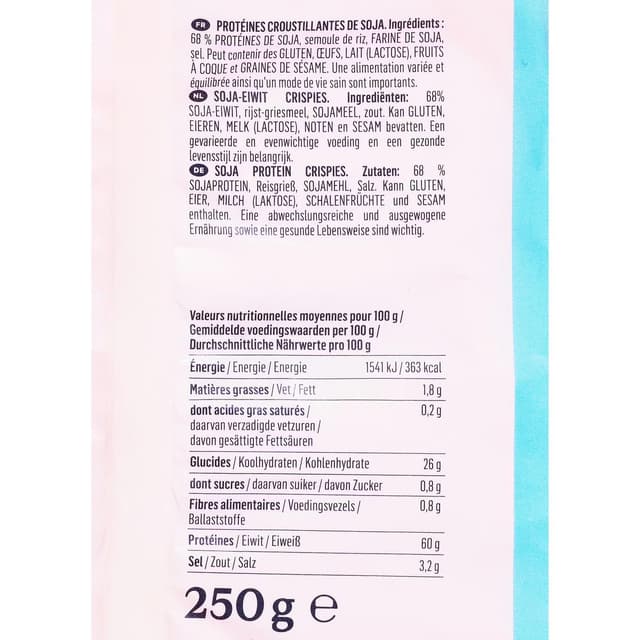 FR PROTÉINES CROUSTILLANTES DE SOJA. Ingrédients :
68 % PROTÉINES DE SOJA, semoule de riz, FARINE DE SOJA,
sel. Peut contenir des GLUTEN, ŒUFS, LAIT (LACTOSE), FRUITS
À COQUE et GRAINES DE SÉSAME. Une alimentation variée et
équilibrée ainsi qu'un mode de vie sain sont importants.
NL SOJA-EIWIT CRISPIES. Ingrediënten: 68%
SOJA-EIWIT, rijst-griesmeel, SOJAMEEL, zout. Kan GLUTEN,
EIEREN, MELK (LACTOSE), NOTEN en SESAM bevatten. Een
gevarieerde en evenwichtige voeding en een gezonde
levensstijl zijn belangrijk.
DE SOJA PROTEIN CRISPIES. Zutaten: 68 %
SOJAPROTEIN, Reisgrieß, SOJAMEHL, Salz. Kann GLUTEN,
EIER, MILCH (LAKTOSE), SCHALENFRÜCHTE und SESAM
enthalten. Eine abwechslungsreiche und ausgewogene
Ernährung sowie eine gesunde Lebensweise sind wichtig.
Valeurs nutritionnelles moyennes pour 100 g /
Gemiddelde voedingswaarden per 100 g /
Durchschnittliche Nährwerte pro 100 g
Énergie / Energie / Energie 1541 kJ / 363 kcal
Matières grasses / Vet / Fett 1,8 g
dont acides gras saturés / 0,2 g
daarvan verzadigde vetzuren /
davon gesättigte Fettsäuren
Glucides / Koolhydraten / Kohlenhydrate 26 g
dont sucres / daarvan suiker / davon Zucker 0,8 g
Fibres alimentaires / Voedingsvezels / 0,8 g
Ballaststoffe
Protéines / Eiwit / Eiweiß 60 g
Sel / Zout / Salz 3,2 g
250 g ℮